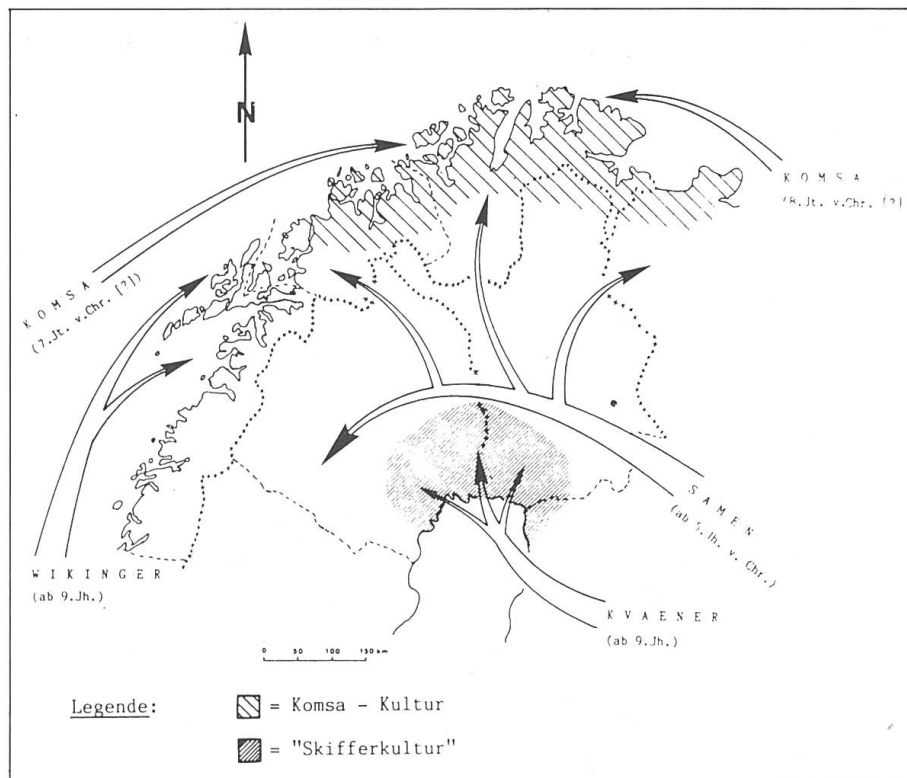 N
K O M S A
(8.Jt. v.Chr. [?]
K O M S A
(7.Jt. v.Chr. [?])
S A M E N
(ab 5.Jh. v. Chr.)
W I K I N G E R
(ab 9.Jh.)
K V A E N E R
(ab 9.Jh.)
0 50 100 150 km
Legende:
= Komsa - Kultur
= "Skifferkultur"